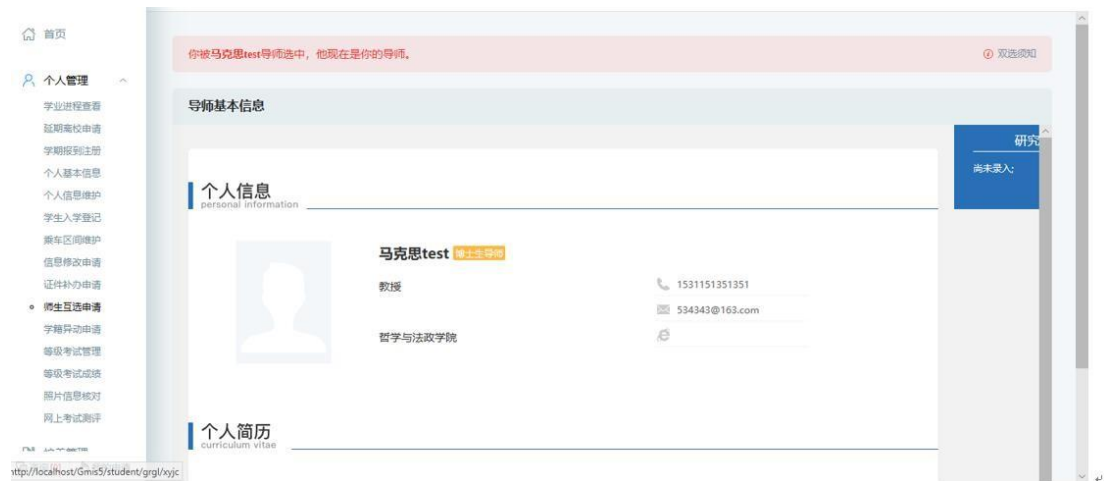 首页
你被马克思test导师选中，他现在是你的导师。
双选须知
个人管理
学业进程查看
延期离校申请
学期报到注册
个人基本信息
个人信息维护
学生入学登记
乘车区间维护
信息修改申请
证件补办申请
师生互选申请
学籍异动申请
等级考试管理
等级考试成绩
照片信息核对
网上考试测评
导师基本信息
研究
尚未录入;
个人信息
personal information
马克思test 博士生导师
教授
1531151351351
534343@163.com
哲学与法政学院
个人简历
curriculum vitae
http://localhost/Gmis5/student/grgl/xyjc